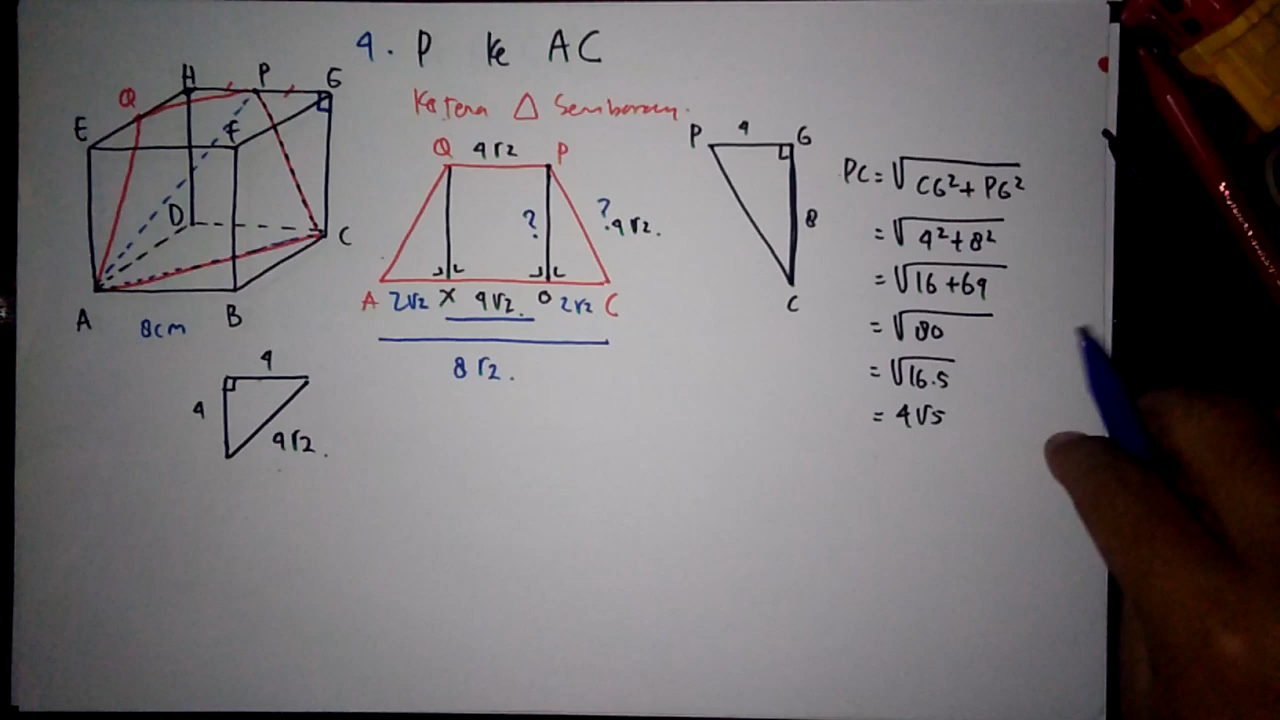 4. P ke AC
Karena △ Sembarang.
H P G
Q
E F
D C
A B
8cm
Q 4√2 P
? ? 4√2.
A 2√2 X 4√2. O 2√2 C
8√2.
4
4
4√2.
P 4 G
8
C
PC = √CG² + PG²
= √4² + 8²
= √16 + 64
= √80
= √16.5
= 4√5